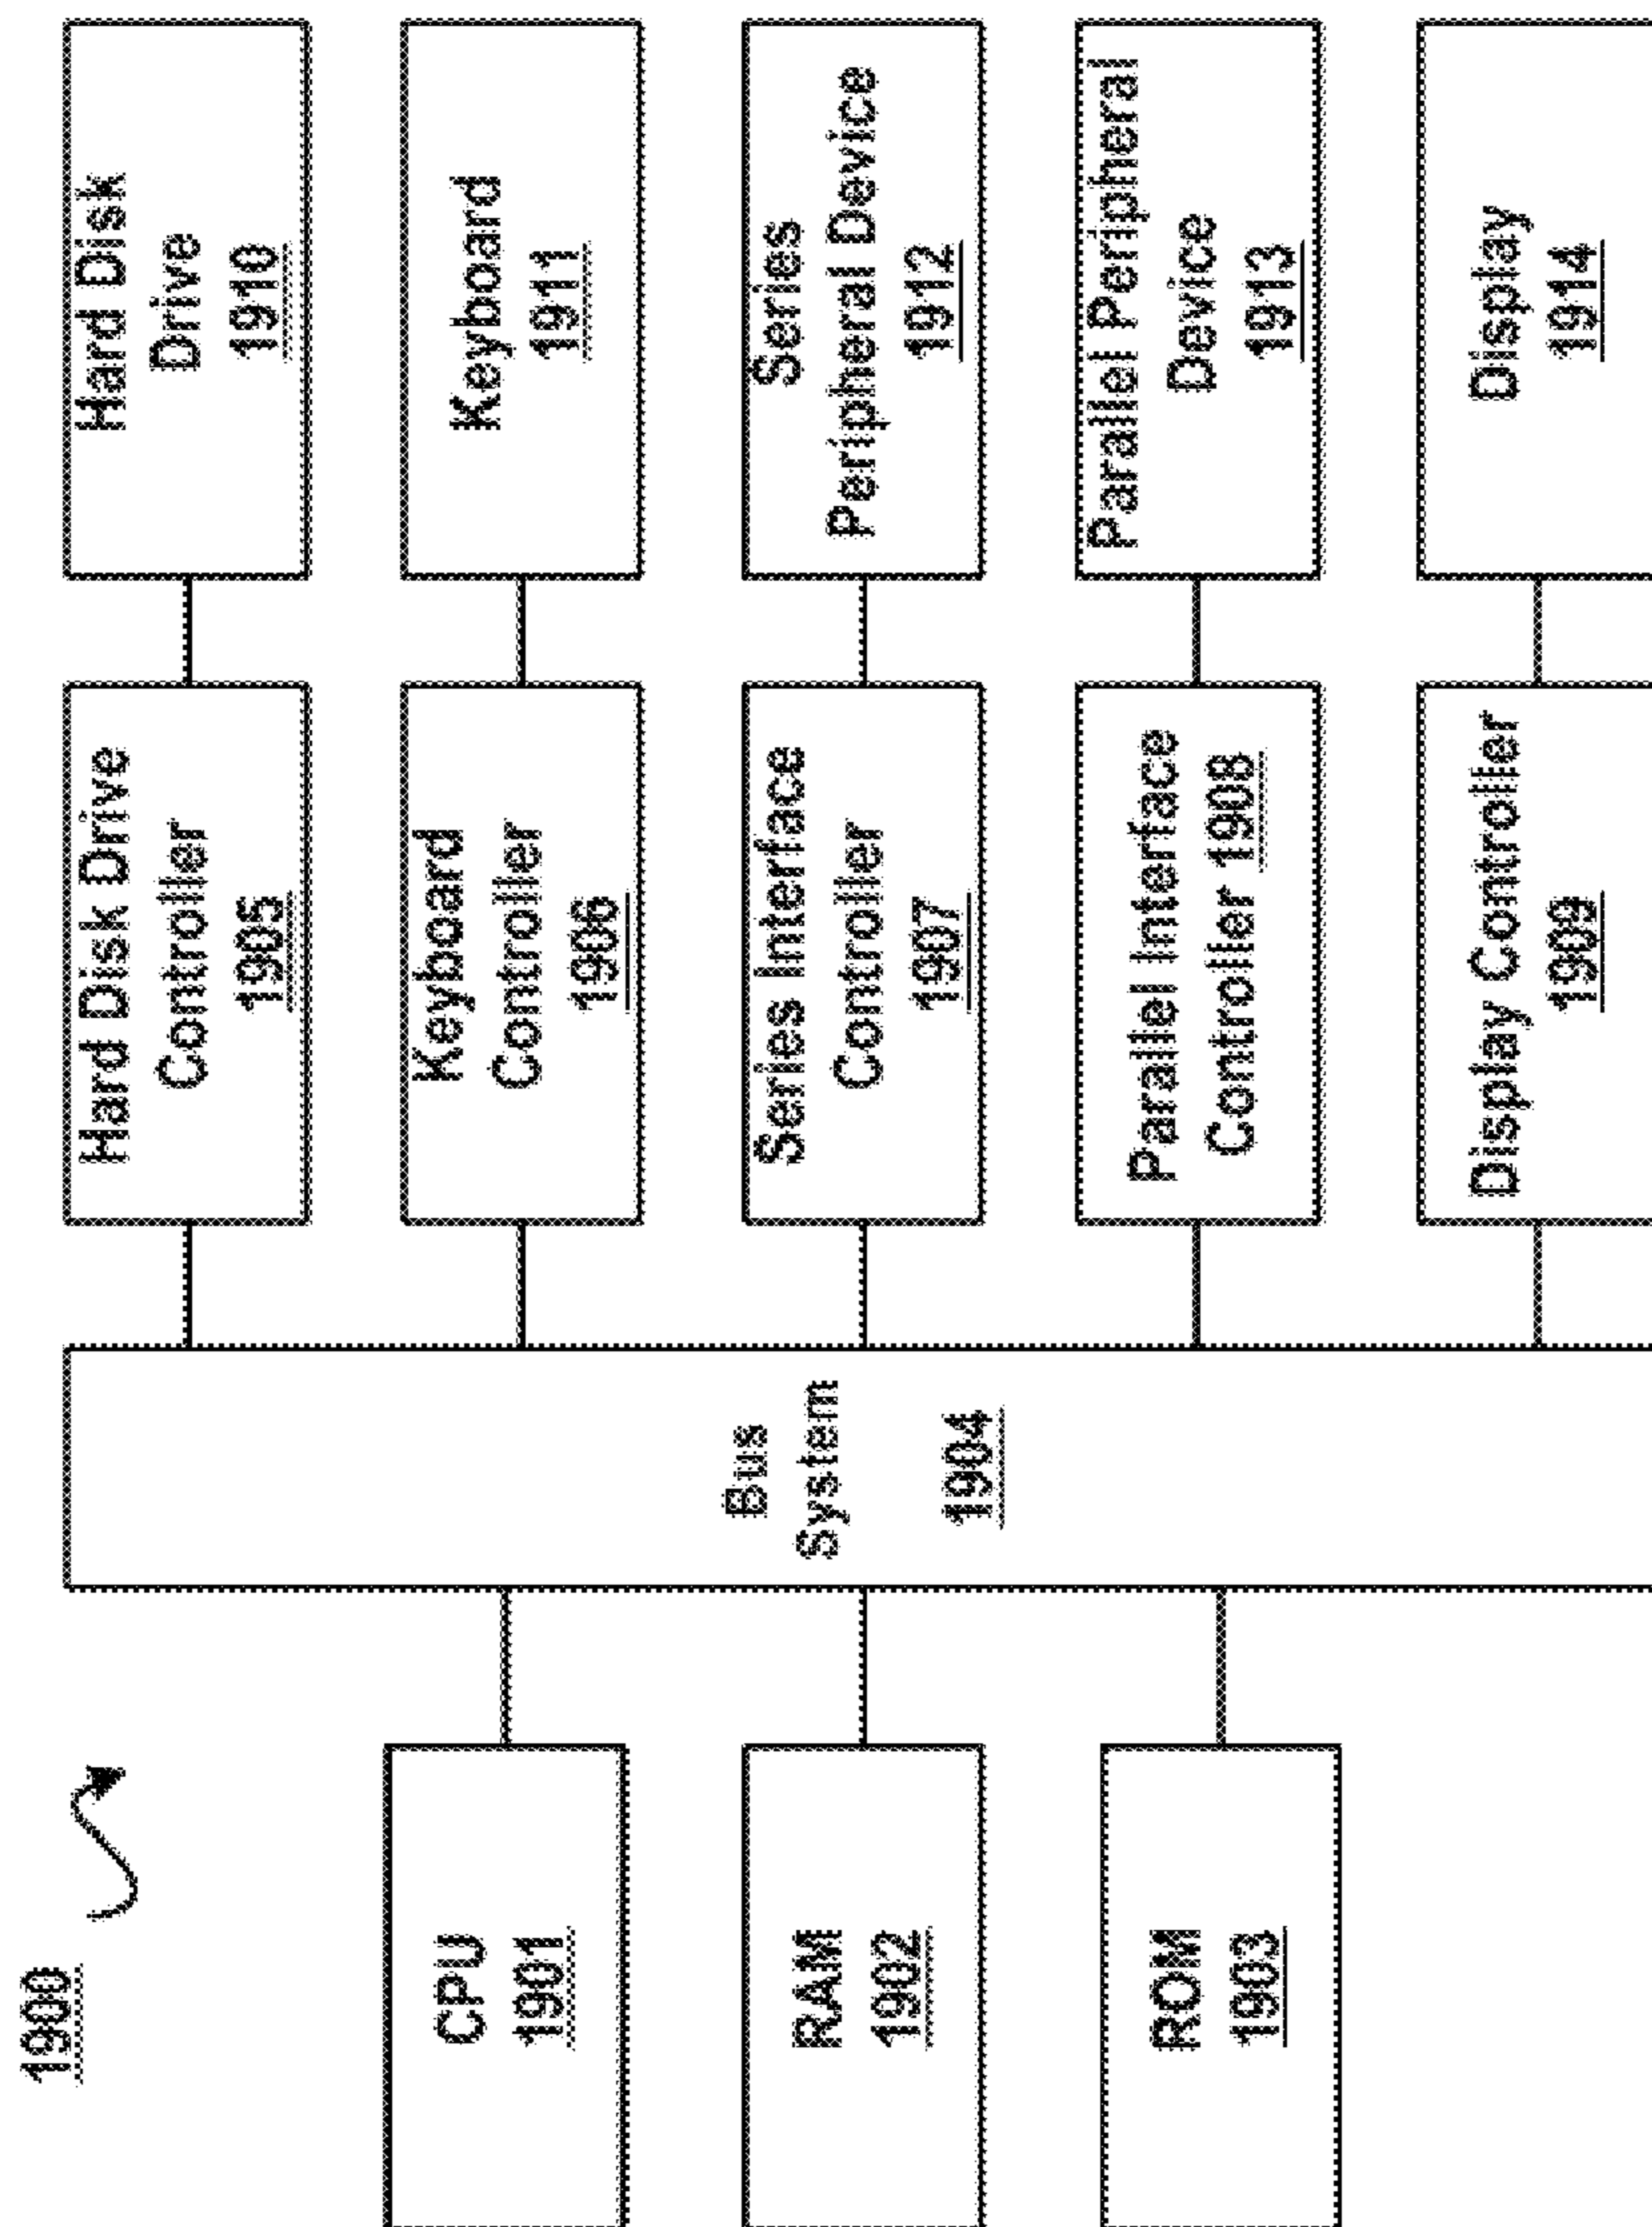 1900
CPU
1901
RAM
1902
ROM
1903
Bus
System
1904
Hard Disk Drive
Controller
1905
Keyboard
Controller
1906
Series Interface
Controller
1907
Parallel Interface
Controller 1908
Display Controller
1909
Hard Disk
Drive
1910
Keyboard
1911
Series
Peripheral Device
1912
Parallel Peripheral
Device
1913
Display
1914